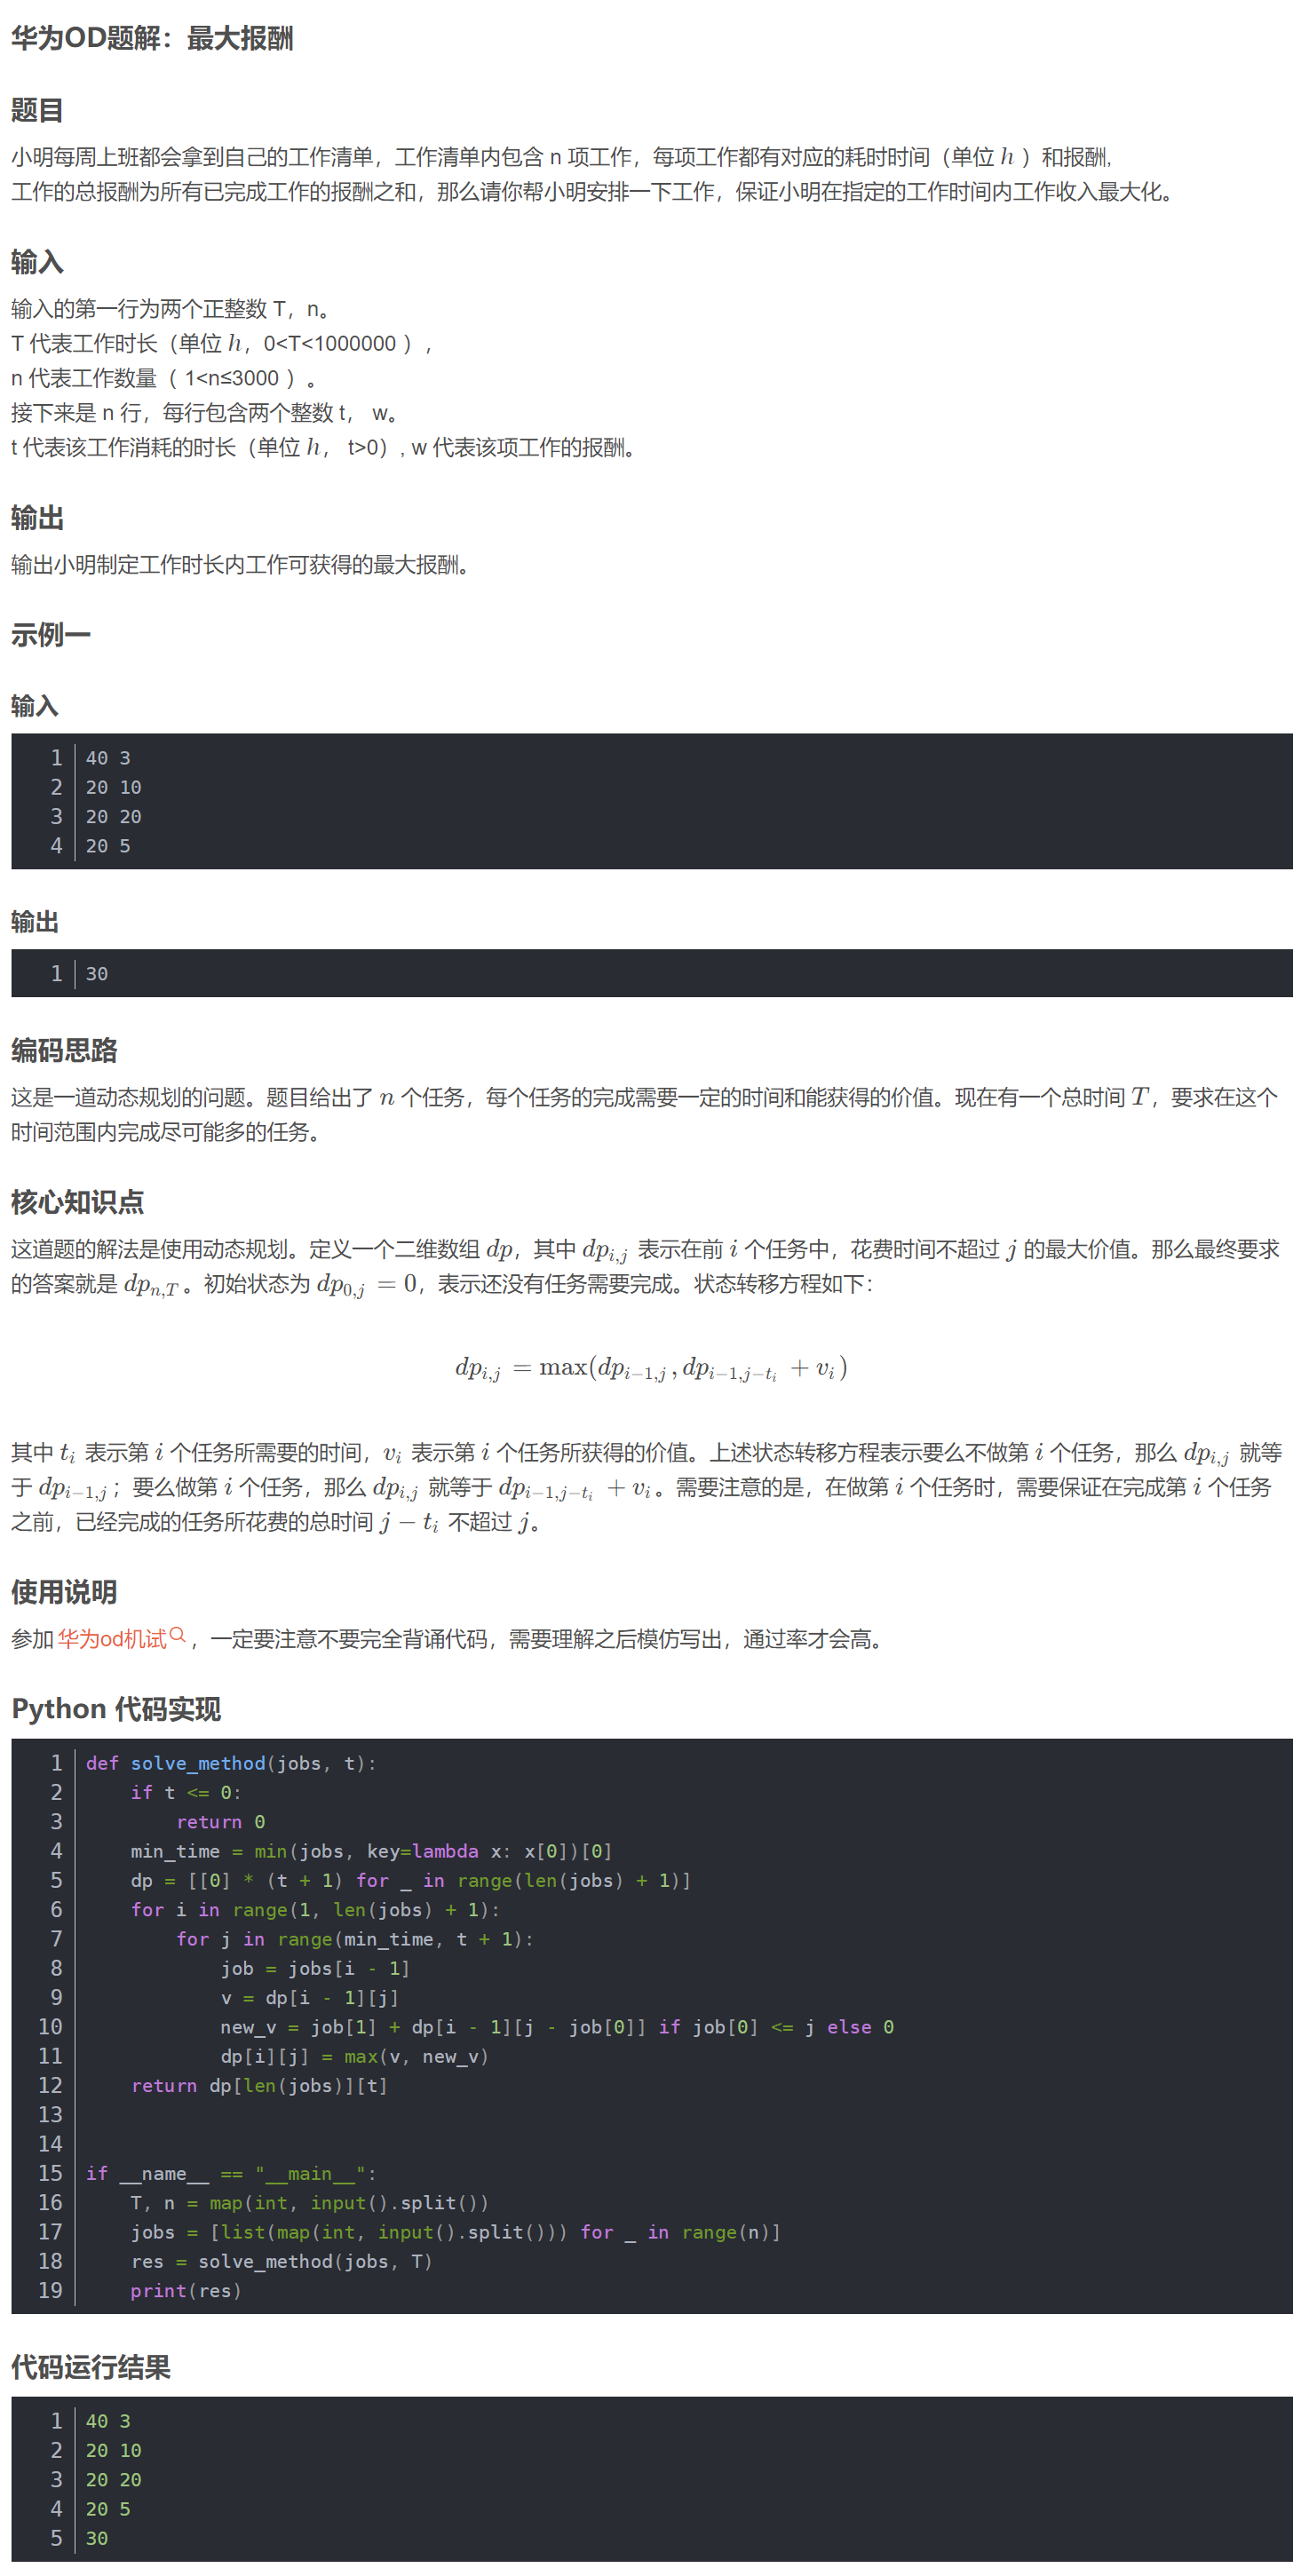 华为OD题解：最大报酬
题目
小明每周上班都会拿到自己的工作清单，工作清单内包含 n 项工作，每项工作都有对应的耗时时间（单位 h ）和报酬,
工作的总报酬为所有已完成工作的报酬之和，那么请你帮小明安排一下工作，保证小明在指定的工作时间内工作收入最大化。
输入
输入的第一行为两个正整数 T，n。
T 代表工作时长（单位 h，0<T<1000000 ），
n 代表工作数量（ 1<n≤3000 ）。
接下来是 n 行，每行包含两个整数 t， w。
t 代表该工作消耗的时长（单位 h， t>0）, w 代表该项工作的报酬。
输出
输出小明制定工作时长内工作可获得的最大报酬。
示例一
输入
1 40 3
2 20 10
3 20 20
4 20 5
输出
1 30
编码思路
这是一道动态规划的问题。题目给出了 n 个任务，每个任务的完成需要一定的时间和能获得的价值。现在有一个总时间 T，要求在这个
时间范围内完成尽可能多的任务。
核心知识点
这道题的解法是使用动态规划。定义一个二维数组 dp，其中 dp_{i,j} 表示在前 i 个任务中，花费时间不超过 j 的最大价值。那么最终要求
的答案就是 dp_{n,T}。初始状态为 dp_{0,j} = 0，表示还没有任务需要完成。状态转移方程如下：
dp_{i,j} = max(dp_{i−1,j}, dp_{i−1,j−t_i} + v_i)
其中 t_i 表示第 i 个任务所需要的时间，v_i 表示第 i 个任务所获得的价值。上述状态转移方程表示要么不做第 i 个任务，那么 dp_{i,j} 就等
于 dp_{i−1,j}；要么做第 i 个任务，那么 dp_{i,j} 就等于 dp_{i−1,j−t_i} + v_i。需要注意的是，在做第 i 个任务时，需要保证在完成第 i 个任务
之前，已经完成的任务所花费的总时间 j − t_i 不超过 j。
使用说明
参加 华为od机试 ，一定要注意不要完全背诵代码，需要理解之后模仿写出，通过率才会高。
Python 代码实现
1 def solve_method(jobs, t):
2     if t <= 0:
3         return 0
4     min_time = min(jobs, key=lambda x: x[0])[0]
5     dp = [[0] * (t + 1) for _ in range(len(jobs) + 1)]
6     for i in range(1, len(jobs) + 1):
7         for j in range(min_time, t + 1):
8             job = jobs[i - 1]
9             v = dp[i - 1][j]
10             new_v = job[1] + dp[i - 1][j - job[0]] if job[0] <= j else 0
11             dp[i][j] = max(v, new_v)
12     return dp[len(jobs)][t]
13
14
15 if __name__ == "__main__":
16     T, n = map(int, input().split())
17     jobs = [list(map(int, input().split())) for _ in range(n)]
18     res = solve_method(jobs, T)
19     print(res)
代码运行结果
1 40 3
2 20 10
3 20 20
4 20 5
5 30